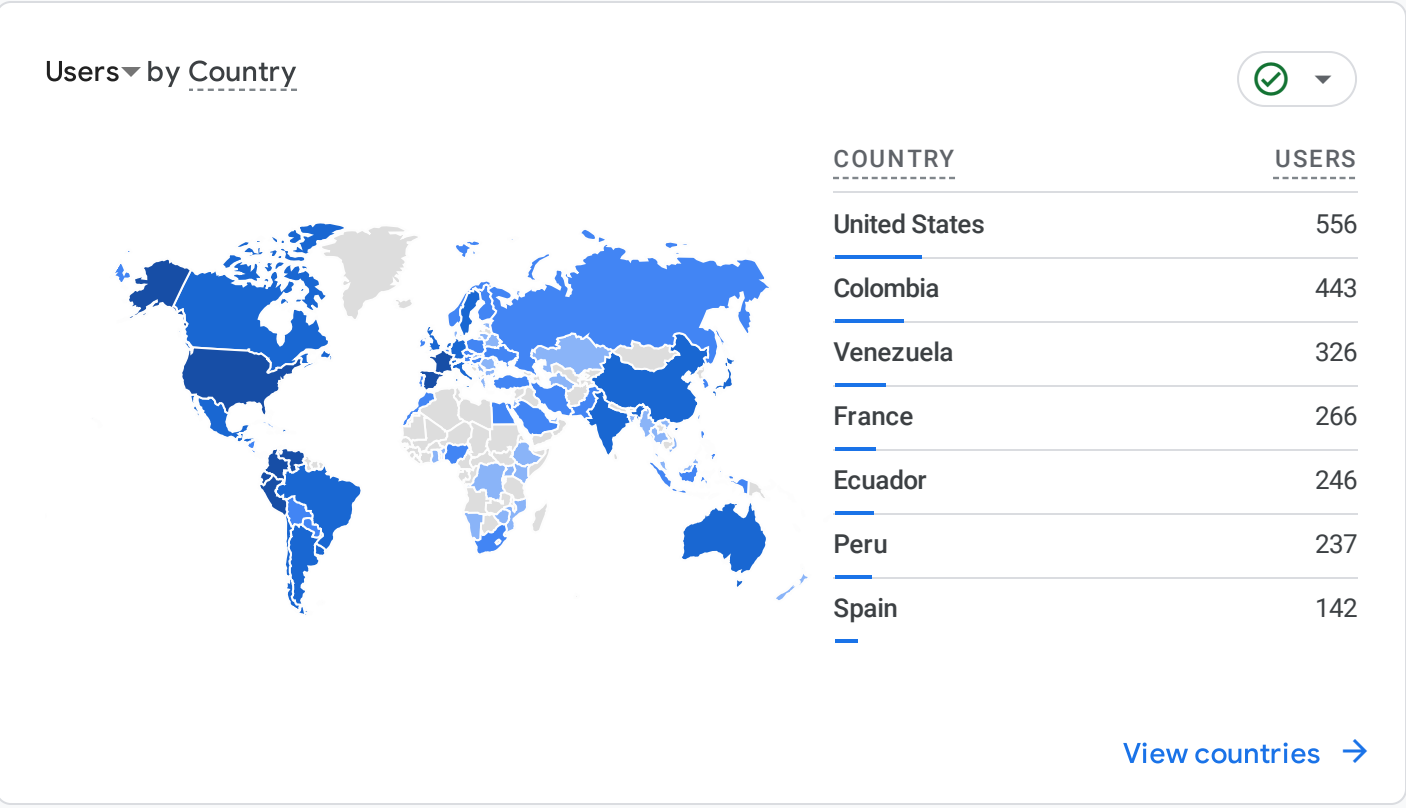 Users by Country
COUNTRY USERS
United States 556
Colombia 443
Venezuela 326
France 266
Ecuador 246
Peru 237
Spain 142
View countries